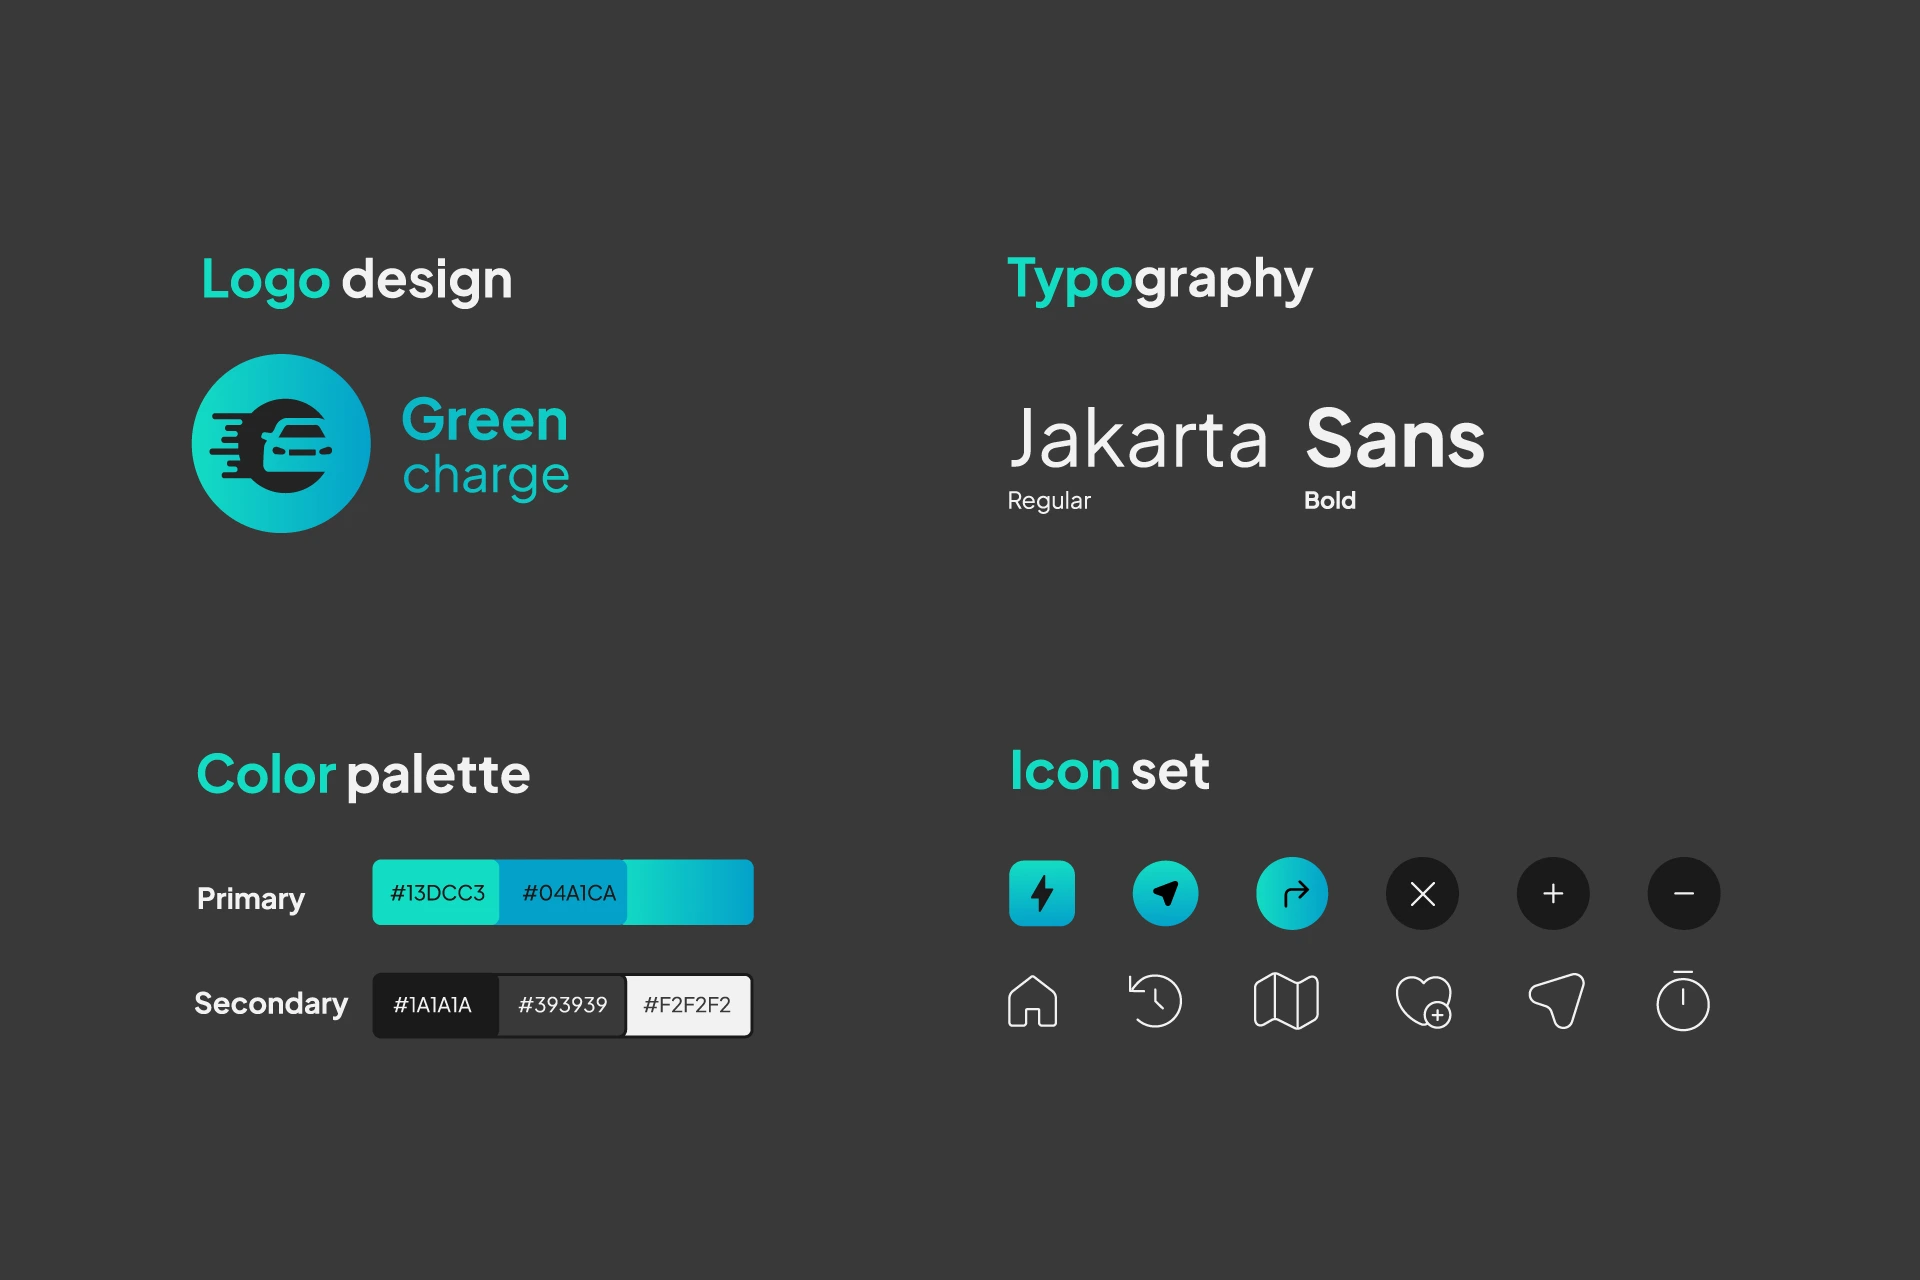 Logo design
Green
charge
Typography
Jakarta Sans
Regular Bold
Color palette
Primary #13DCC3 #04A1CA
Secondary #1A1A1A #393939 #F2F2F2
Icon set